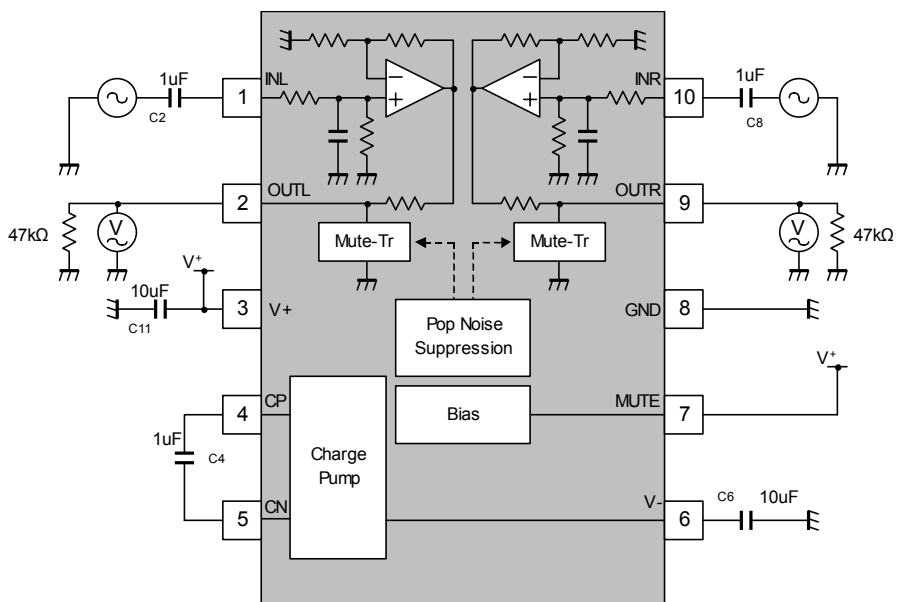 1uF
C2
1
INL
INR
10
1uF
C8
47kΩ
V
2
OUTL
OUTR
9
V
47kΩ
Mute-Tr
Mute-Tr
V+
10uF
C11
3
V+
Pop Noise
Suppression
GND
8
V+
4
CP
Bias
MUTE
7
1uF
C4
Charge
Pump
5
CN
V-
6
C6
10uF